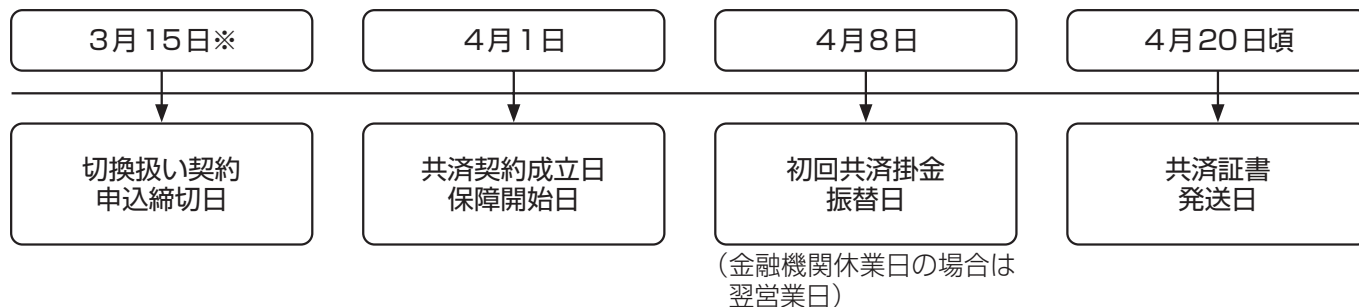 3月15日※
4月1日
4月8日
4月20日頃
切換扱い契約
申込締切日
共済契約成立日
保障開始日
初回共済掛金
振替日
共済証書
発送日
（金融機関休業日の場合は
翌営業日）